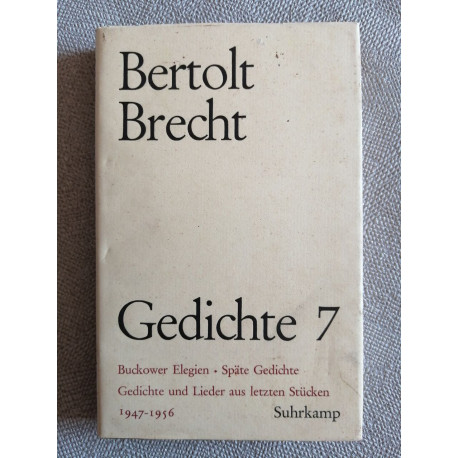 Bertolt
Brecht
Gedichte 7
Buckower Elegien • Späte Gedichte
Gedichte und Lieder aus letzten Stücken
1947-1956 Suhrkamp